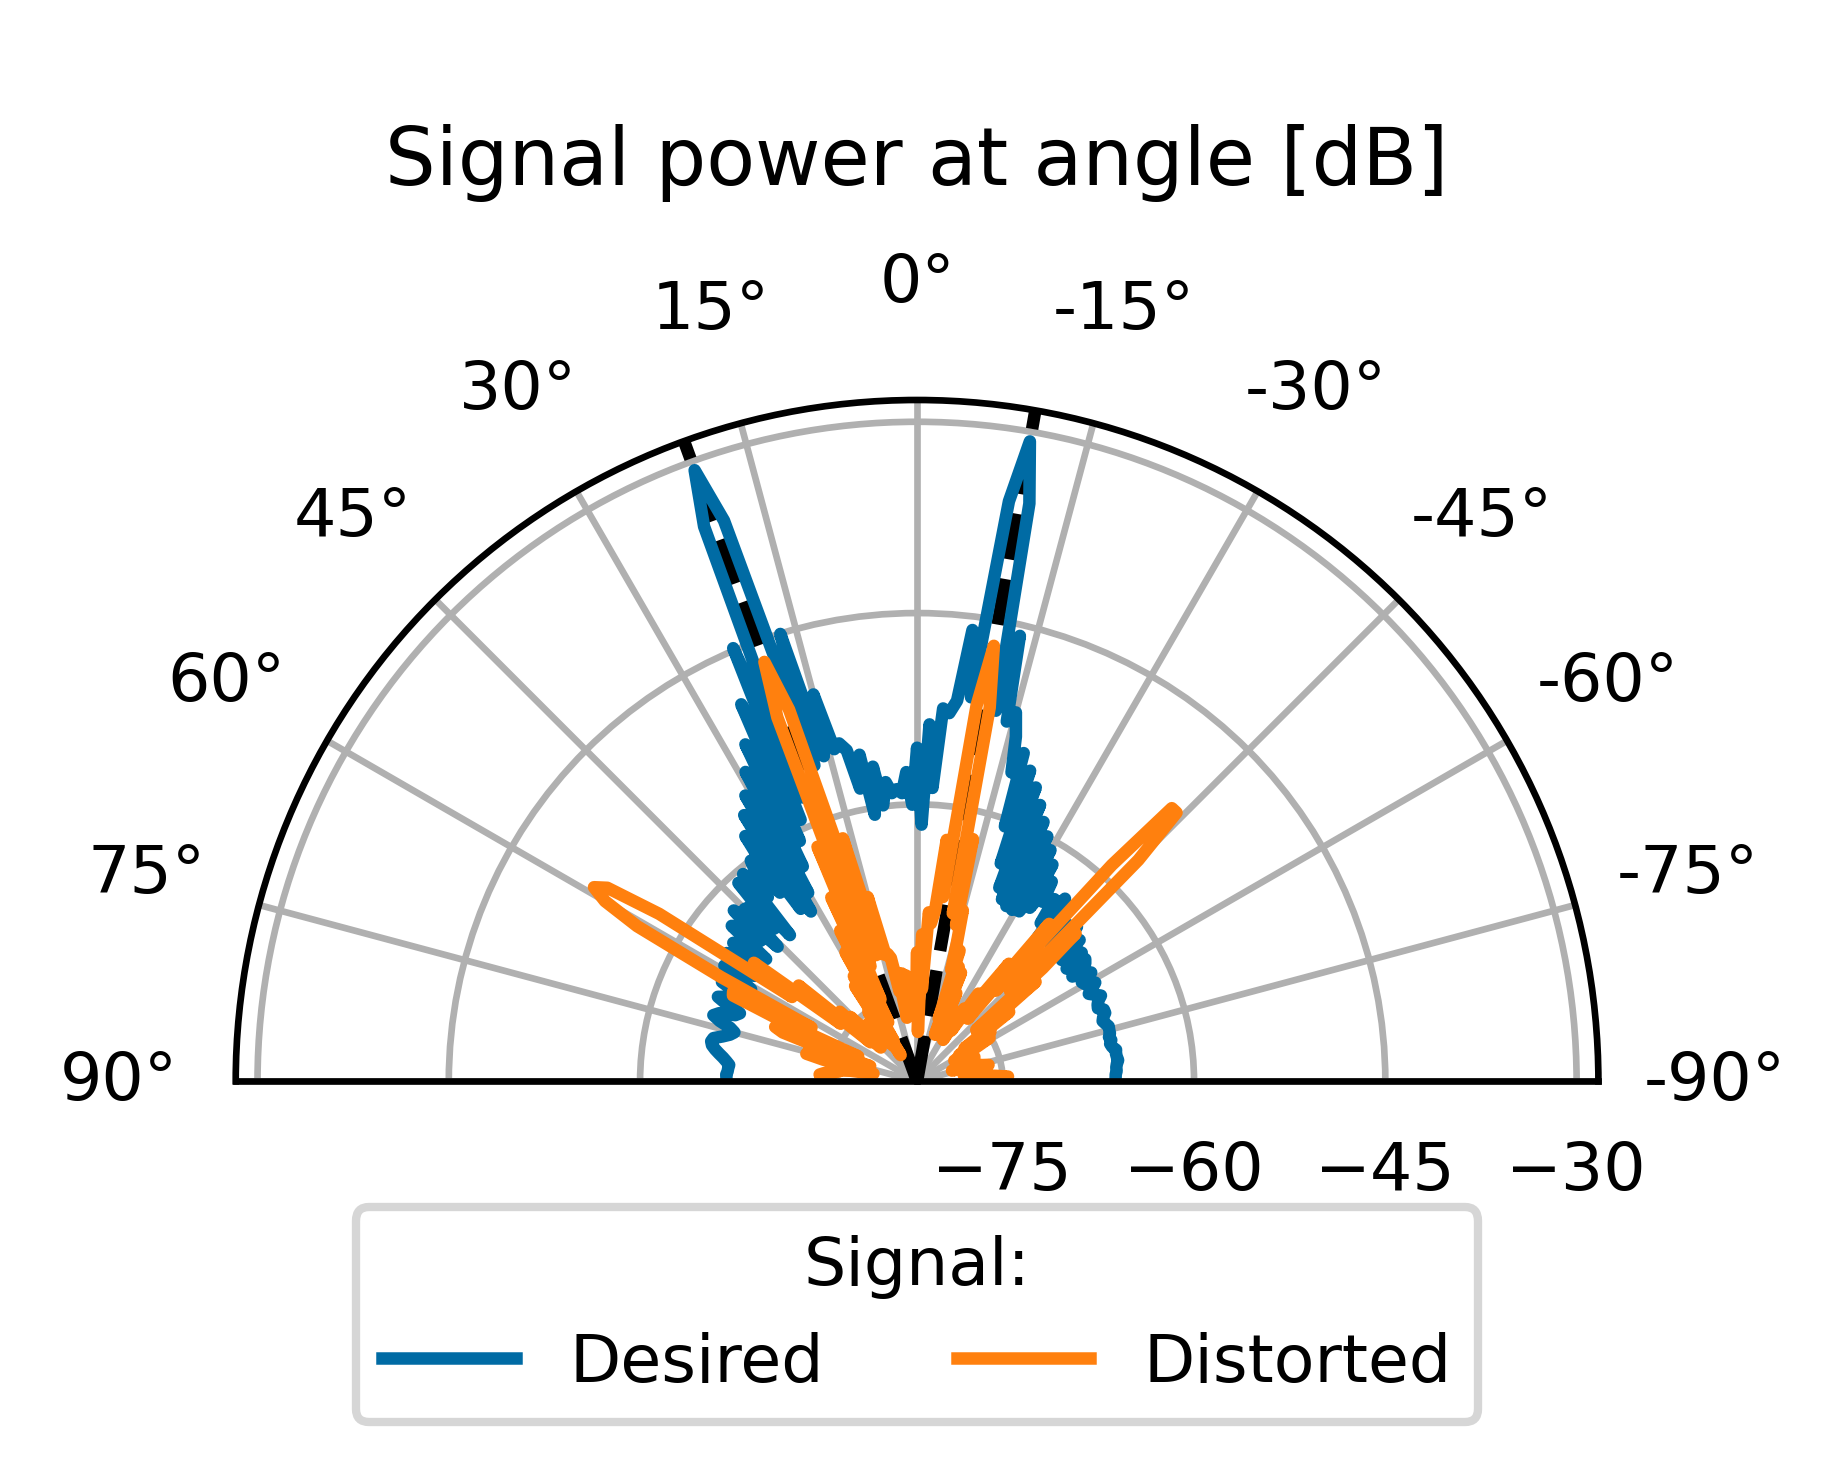 Signal power at angle [dB]
0°
15° -15°
30° -30°
45° -45°
60° -60°
75° -75°
90° -90°
−75 −60 −45 −30
Signal:
Desired Distorted